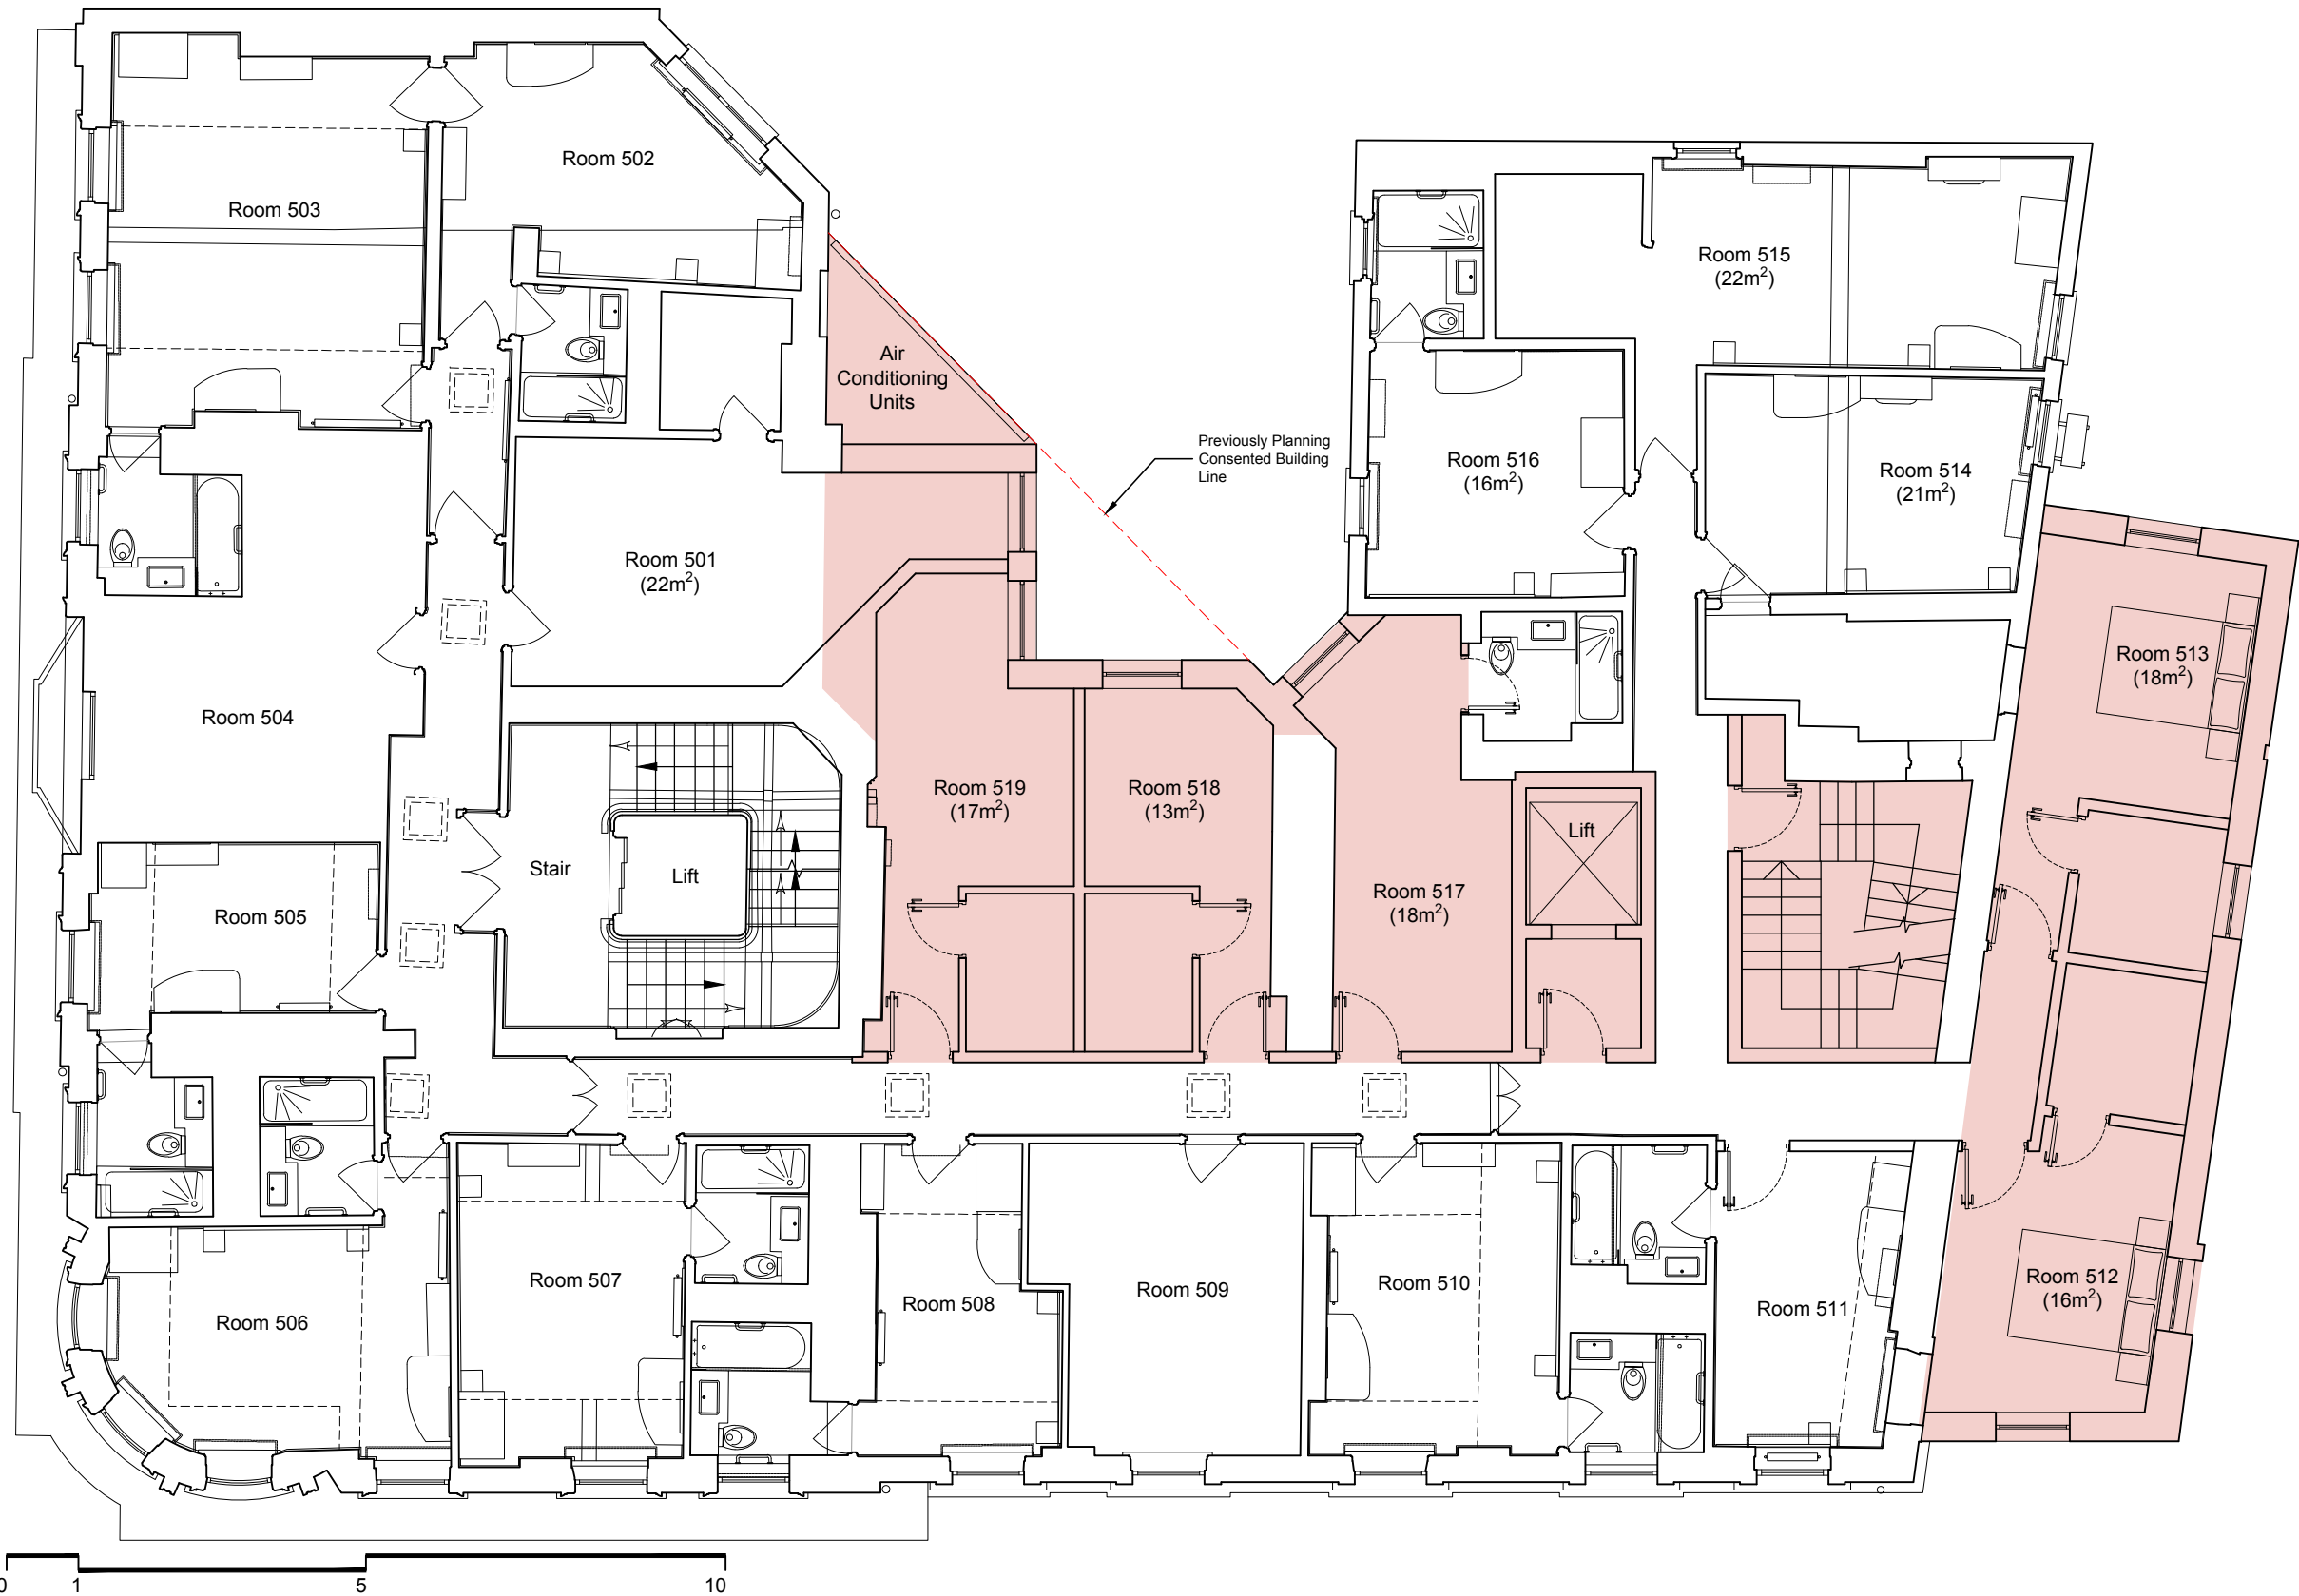 Room 502
Room 503
Room 515
(22m²)
Air
Conditioning
Units
Previously Planning
Consented Building
Line
Room 516
(16m²)
Room 514
(21m²)
Room 501
(22m²)
Room 513
(18m²)
Room 504
Room 519
(17m²)
Room 518
(13m²)
Lift
Stair
Lift
Room 517
(18m²)
Room 505
Room 507
Room 509
Room 510
Room 512
(16m²)
Room 508
Room 511
Room 506
0 1 5 10